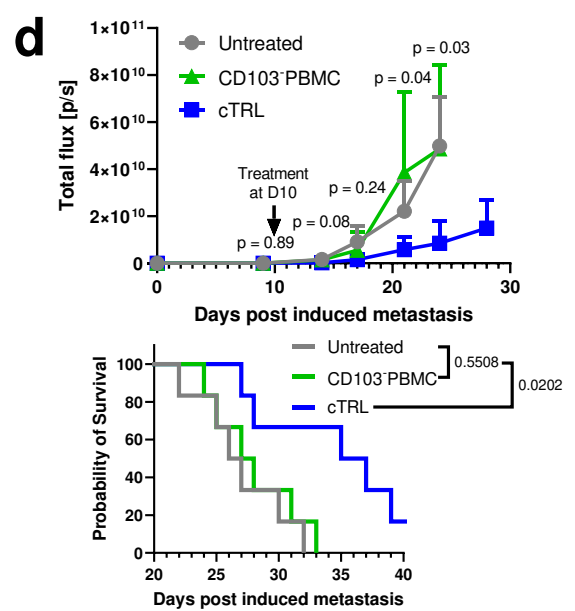 d
Total flux [p/s]
1×10¹¹
8×10¹⁰
6×10¹⁰
4×10¹⁰
2×10¹⁰
0
Untreated
CD103⁻PBMC
cTRL
Treatment
at D10
p = 0.89
p = 0.08
p = 0.24
p = 0.04
p = 0.03
0 10 20 30
Days post induced metastasis
Untreated
CD103⁻PBMC
cTRL
0.5508
0.0202
Probability of Survival
100
80
60
40
20
0
20 25 30 35 40
Days post induced metastasis